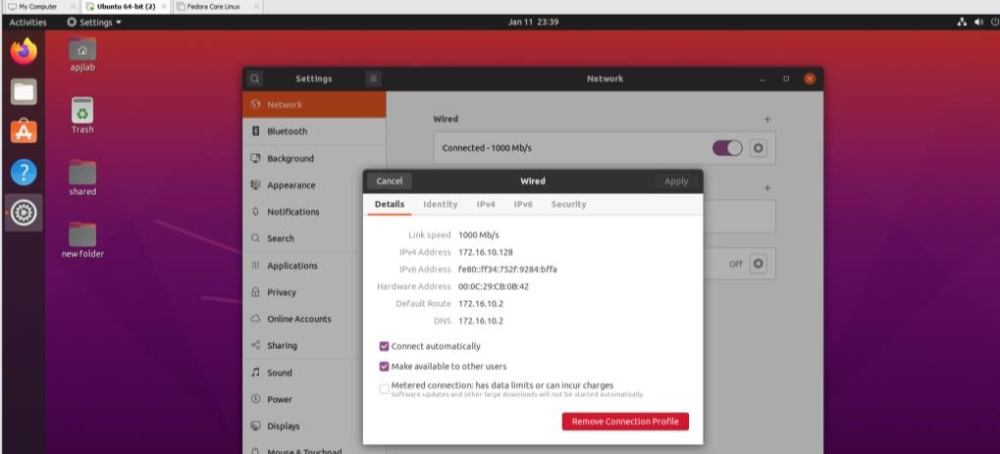 My Computer
Ubuntu 64-bit (2)
Fedora Core Linux
Activities
Settings
Jan 11 23:39
apjlab
Trash
shared
new folder
Settings
Network
Network
Bluetooth
Background
Appearance
Notifications
Search
Applications
Privacy
Online Accounts
Sharing
Sound
Power
Displays
Mouse & Touchpad
Wired
Connected - 1000 Mb/s
Off
Cancel
Wired
Apply
Details
Identity
IPv4
IPv6
Security
Link speed 1000 Mb/s
IPv4 Address 172.16.10.128
IPv6 Address fe80::ff34:752f:9284:bffa
Hardware Address 00:0C:29:CB:0B:42
Default Route 172.16.10.2
DNS 172.16.10.2
Connect automatically
Make available to other users
Metered connection: has data limits or can incur charges
Software updates and other large downloads will not be started automatically.
Remove Connection Profile